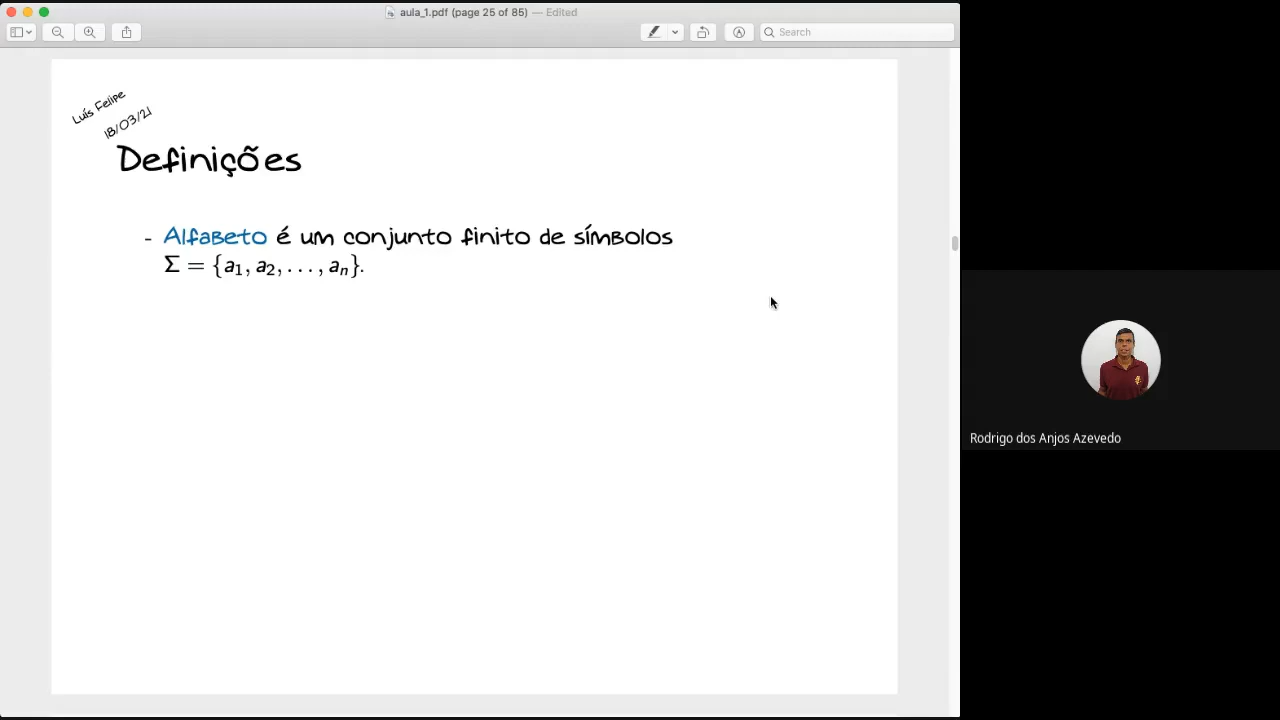 aula_1.pdf (page 25 of 85) — Edited
Search
Luís Felipe
18/03/21
Definições
- Alfabeto é um conjunto finito de símbolos
Σ = {a₁, a₂, . . . , aₙ}.
Rodrigo dos Anjos Azevedo